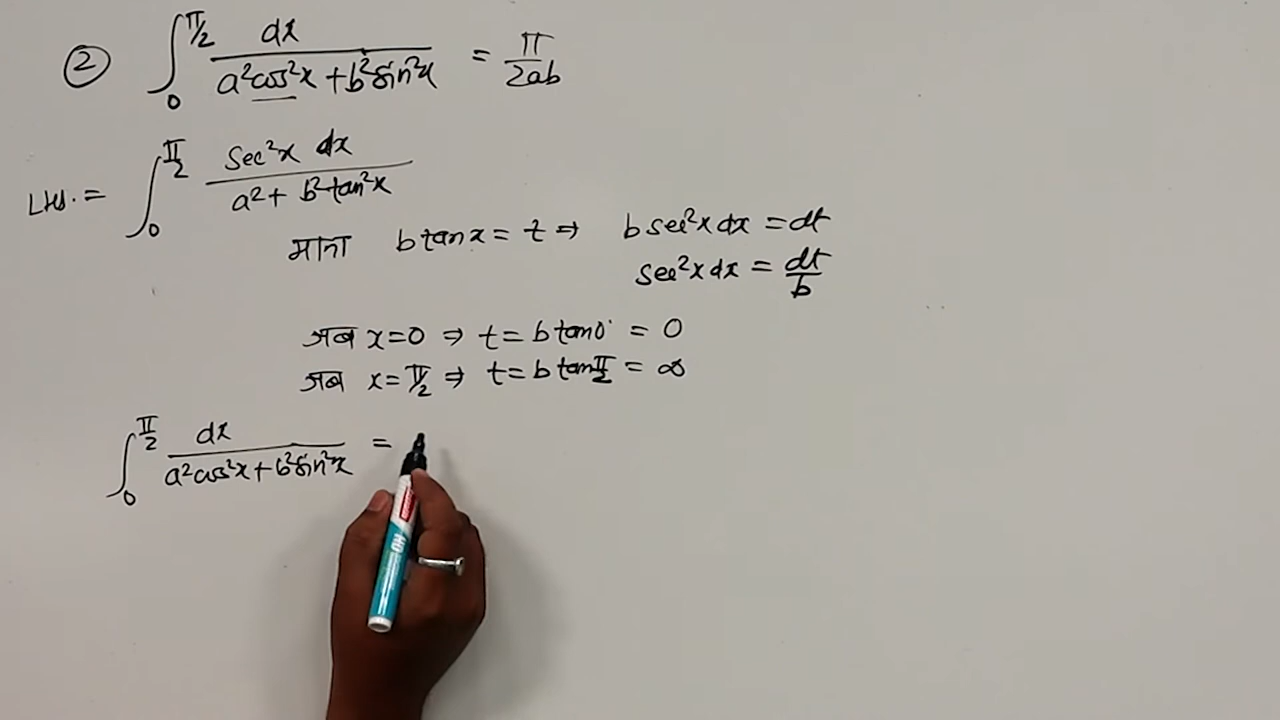 ② ∫₀^{π/2} dx / (a²cos²x + b²sin²x) = π / 2ab
LHS. = ∫₀^{π/2} sec²x dx / (a² + b²tan²x)
माना b tan x = t ⇒ b sec²x dx = dt
sec²x dx = dt / b
जब x = 0 ⇒ t = b tan 0 = 0
जब x = π/2 ⇒ t = b tan π/2 = ∞
∫₀^{π/2} dx / (a²cos²x + b²sin²x) =